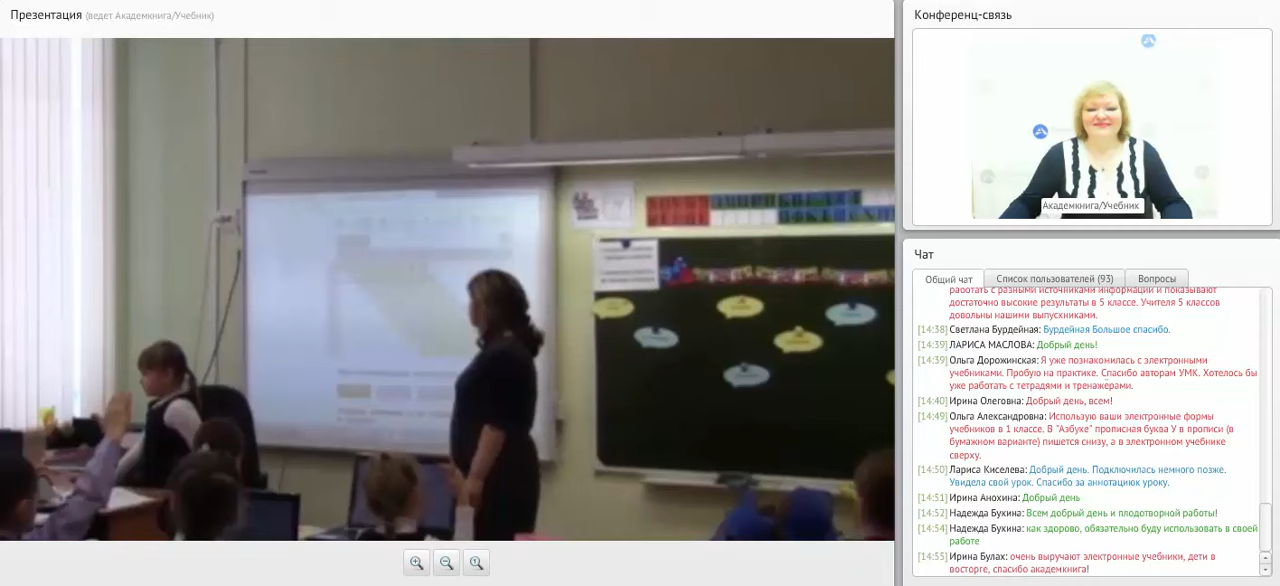 Презентация (ведет Академкнига/Учебник)
Конференц-связь
Академкнига/Учебник
Чат
Общий чат
Список пользователей (93)
Вопросы
работать с разными источниками информации и показывают
достаточно высокие результаты в 5 классе. Учителя 5 классов
довольны нашими выпускниками.
[14:38] Светлана Бурдейная: Бурдейная Большое спасибо.
[14:39] ЛАРИСА МАСЛОВА: Добрый день!
[14:39] Ольга Дорожинская: Я уже познакомилась с электронными
учебниками. Пробую на практике. Спасибо авторам УМК. Хотелось бы
уже работать с тетрадями и тренажёрами.
[14:40] Ирина Олеговна: Добрый день, всем!
[14:49] Ольга Александровна: Использую ваши электронные формы
учебников в 1 классе. В "Азбуке" прописная буква У в прописи (в
бумажном варианте) пишется снизу, а в электронном учебнике
сверху.
[14:50] Лариса Киселева: Добрый день. Подключилась немного позже.
Увидела свой урок. Спасибо за аннотациюк уроку.
[14:51] Ирина Анохина: Добрый день
[14:52] Надежда Букина: Всем добрый день и плодотворной работы!
[14:54] Надежда Букина: как здорово, обязательно буду использовать в своей
работе
[14:55] Ирина Булах: очень выручают электронные учебники, дети в
восторге, спасибо академкнига!